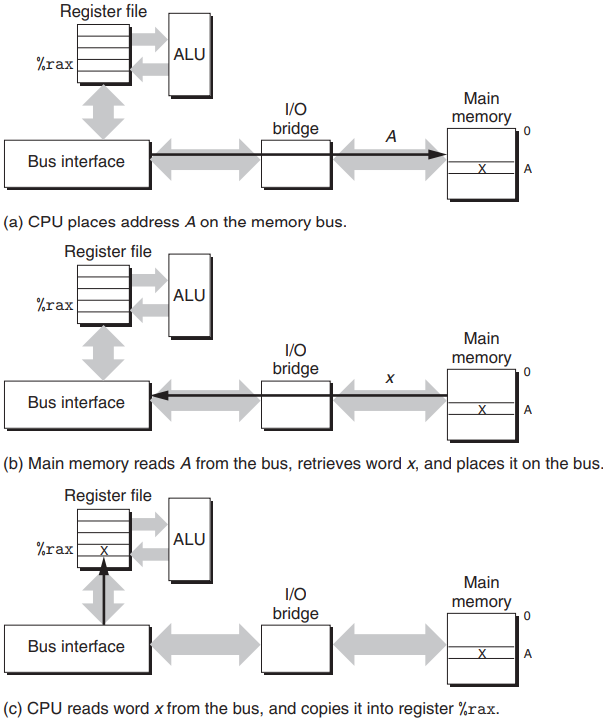 Register file
%rax
ALU
I/O
bridge
A
Main
memory
0
Bus interface
x
A
(a) CPU places address A on the memory bus.
Register file
%rax
ALU
I/O
bridge
x
Main
memory
0
Bus interface
x
A
(b) Main memory reads A from the bus, retrieves word x, and places it on the bus.
Register file
%rax
x
ALU
I/O
bridge
Main
memory
0
Bus interface
x
A
(c) CPU reads word x from the bus, and copies it into register %rax.